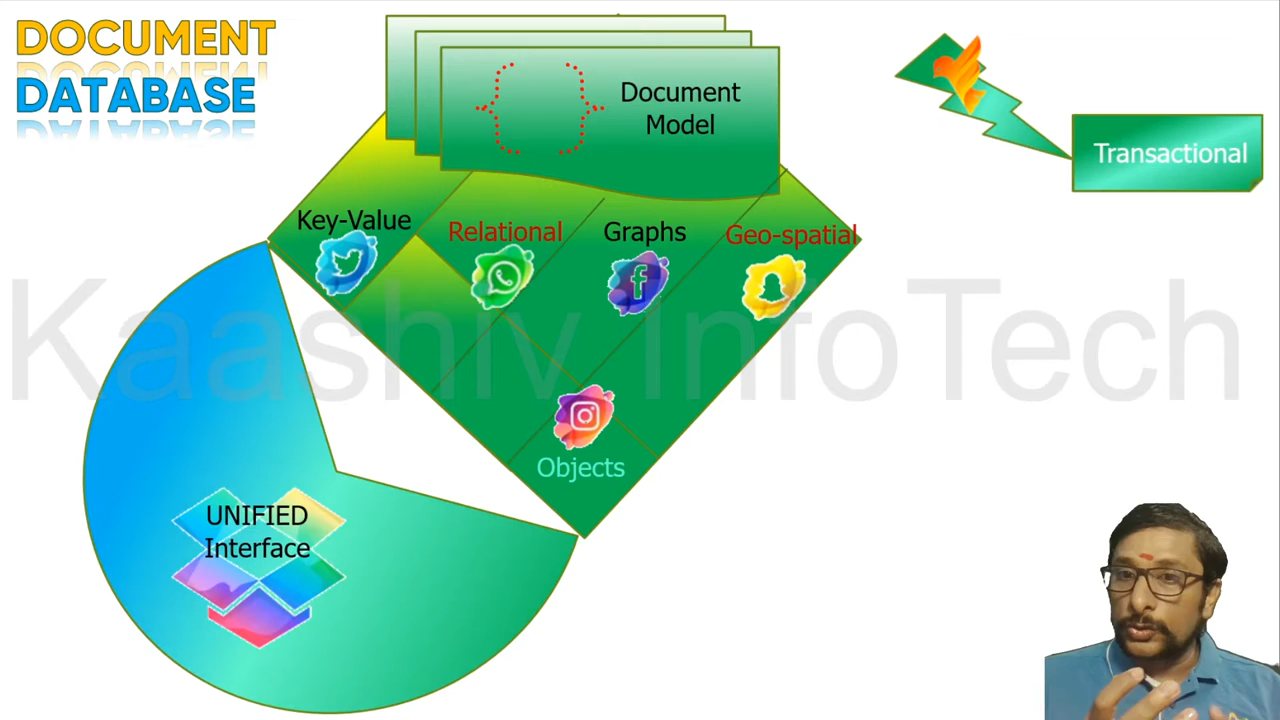 DOCUMENT
DATABASE
Document
Model
Transactional
Key-Value
Relational
Graphs
Geo-spatial
Kaashiv InfoTech
Objects
UNIFIED
Interface